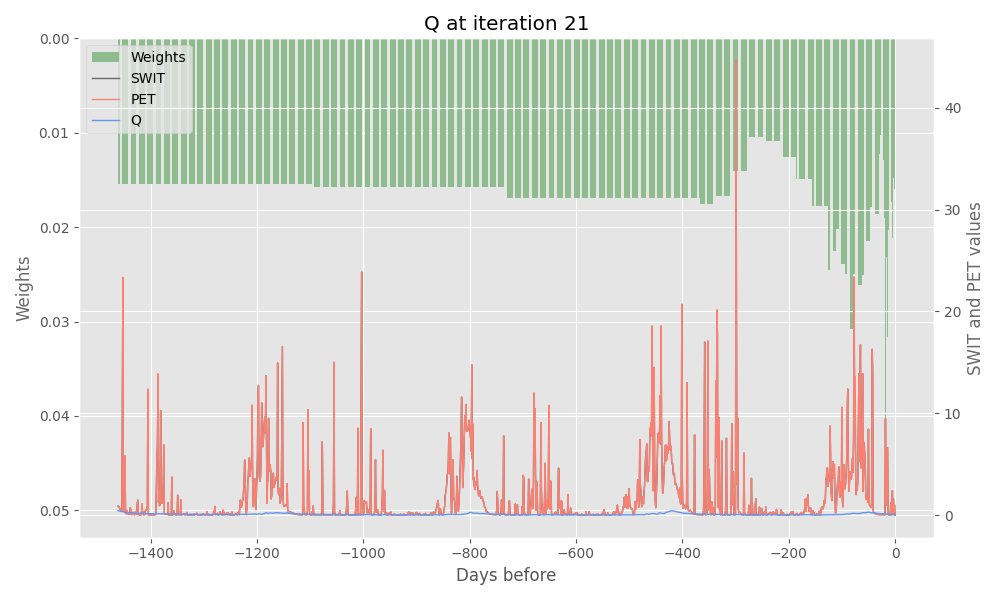 Q at iteration 21
Weights
SWIT
PET
Q
0.00
0.01
0.02
0.03
0.04
0.05
Weights
40
30
20
10
0
SWIT and PET values
−1400
−1200
−1000
−800
−600
−400
−200
0
Days before